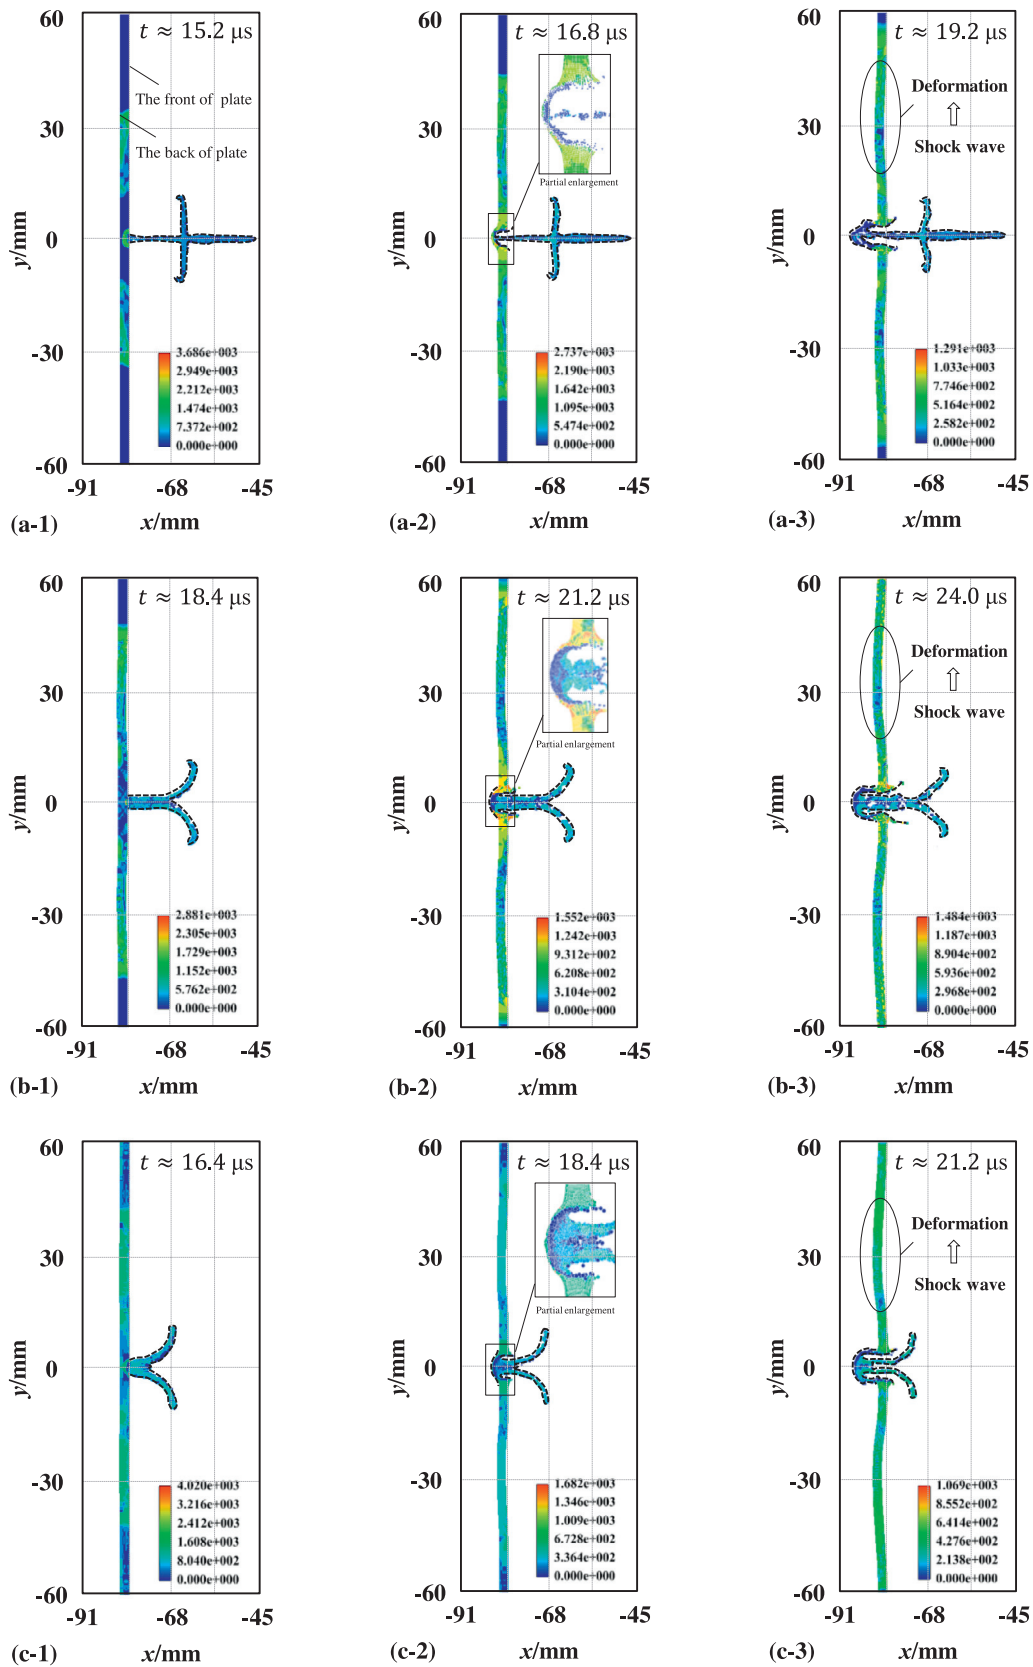 60
30
0
-30
-60
y/mm
t ≈ 15.2 μs
The front of plate
The back of plate
3.686e+003
2.949e+003
2.212e+003
1.474e+003
7.372e+002
0.000e+000
-91
-68
-45
(a-1)
x/mm
60
30
0
-30
-60
y/mm
t ≈ 16.8 μs
Partial enlargement
2.737e+003
2.190e+003
1.642e+003
1.095e+003
5.474e+002
0.000e+000
-91
-68
-45
(a-2)
x/mm
60
30
0
-30
-60
y/mm
t ≈ 19.2 μs
Deformation
Shock wave
1.291e+003
1.033e+003
7.746e+002
5.164e+002
2.582e+002
0.000e+000
-91
-68
-45
(a-3)
x/mm
60
30
0
-30
-60
y/mm
t ≈ 18.4 μs
2.881e+003
2.305e+003
1.729e+003
1.152e+003
5.762e+002
0.000e+000
-91
-68
-45
(b-1)
x/mm
60
30
0
-30
-60
y/mm
t ≈ 21.2 μs
Partial enlargement
1.552e+003
1.242e+003
9.312e+002
6.208e+002
3.104e+002
0.000e+000
-91
-68
-45
(b-2)
x/mm
60
30
0
-30
-60
y/mm
t ≈ 24.0 μs
Deformation
Shock wave
1.484e+003
1.187e+003
8.904e+002
5.936e+002
2.968e+002
0.000e+000
-91
-68
-45
(b-3)
x/mm
60
30
0
-30
-60
y/mm
t ≈ 16.4 μs
4.020e+003
3.216e+003
2.412e+003
1.608e+003
8.040e+002
0.000e+000
-91
-68
-45
(c-1)
x/mm
60
30
0
-30
-60
y/mm
t ≈ 18.4 μs
Partial enlargement
1.682e+003
1.346e+003
1.009e+003
6.728e+002
3.364e+002
0.000e+000
-91
-68
-45
(c-2)
x/mm
60
30
0
-30
-60
y/mm
t ≈ 21.2 μs
Deformation
Shock wave
1.069e+003
8.552e+002
6.414e+002
4.276e+002
2.138e+002
0.000e+000
-91
-68
-45
(c-3)
x/mm